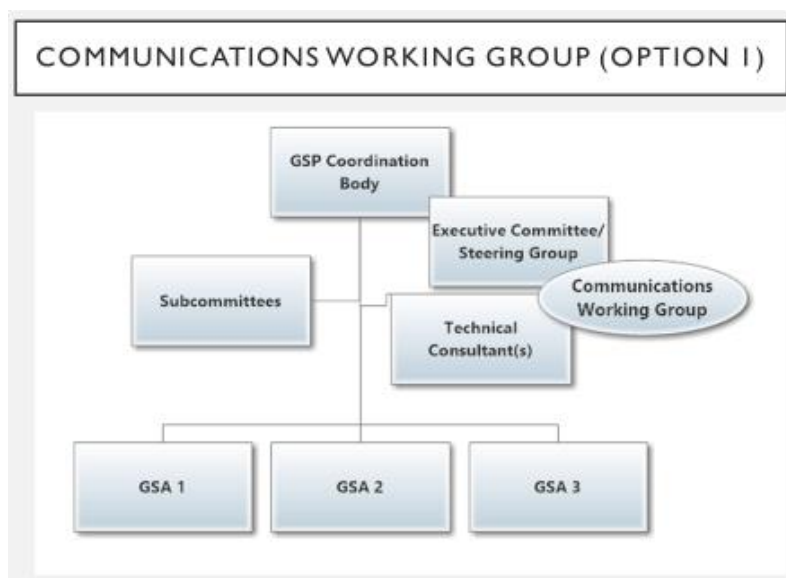 COMMUNICATIONS WORKING GROUP (OPTION 1)
GSP Coordination
Body
Executive Committee/
Steering Group
Communications
Working Group
Subcommittees
Technical
Consultant(s)
GSA 1
GSA 2
GSA 3